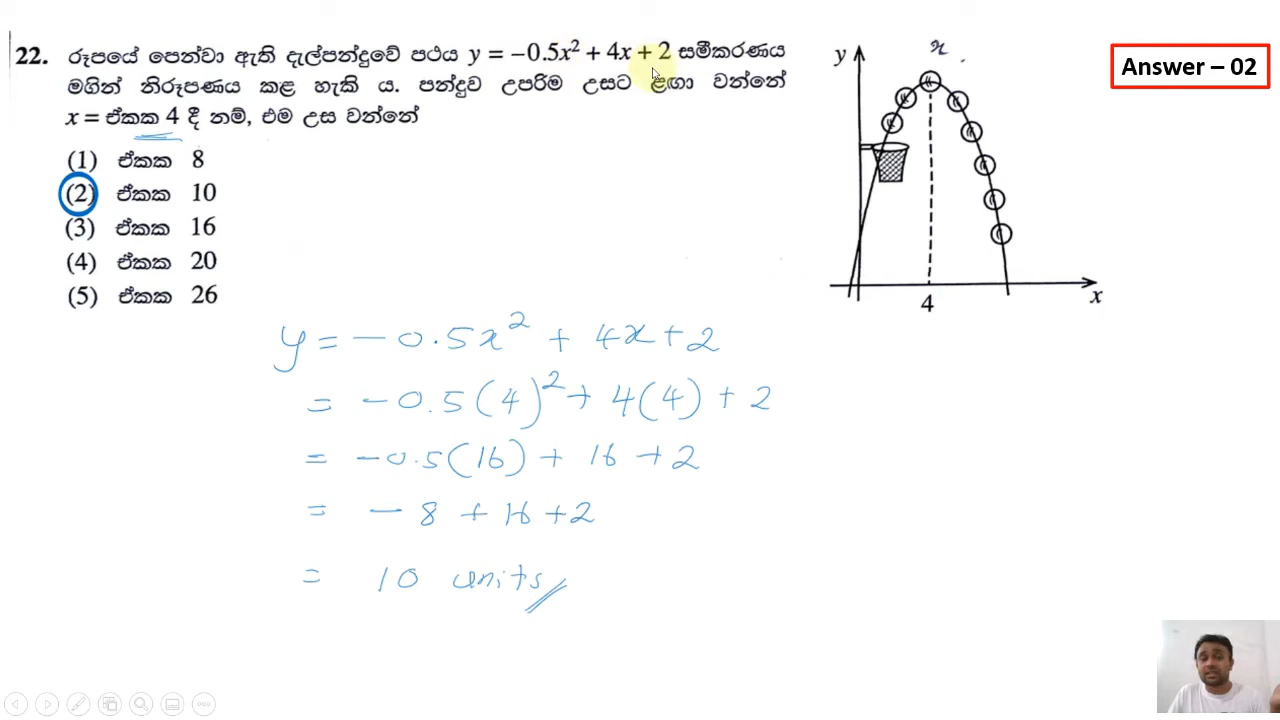 22. රූපයේ පෙන්වා ඇති දැල්පන්දුවේ පථය y = −0.5x² + 4x + 2 සමීකරණය
මගින් නිරූපණය කළ හැකි ය. පන්දුව උපරිම උසට ළඟා වන්නේ
x = ඒකක 4 දී නම්, එම උස වන්නේ
(1) ඒකක 8
(2) ඒකක 10
(3) ඒකක 16
(4) ඒකක 20
(5) ඒකක 26
y
x
4
Answer – 02
y = −0.5x² + 4x + 2
= −0.5(4)² + 4(4) + 2
= −0.5(16) + 16 + 2
= −8 + 16 + 2
= 10 units